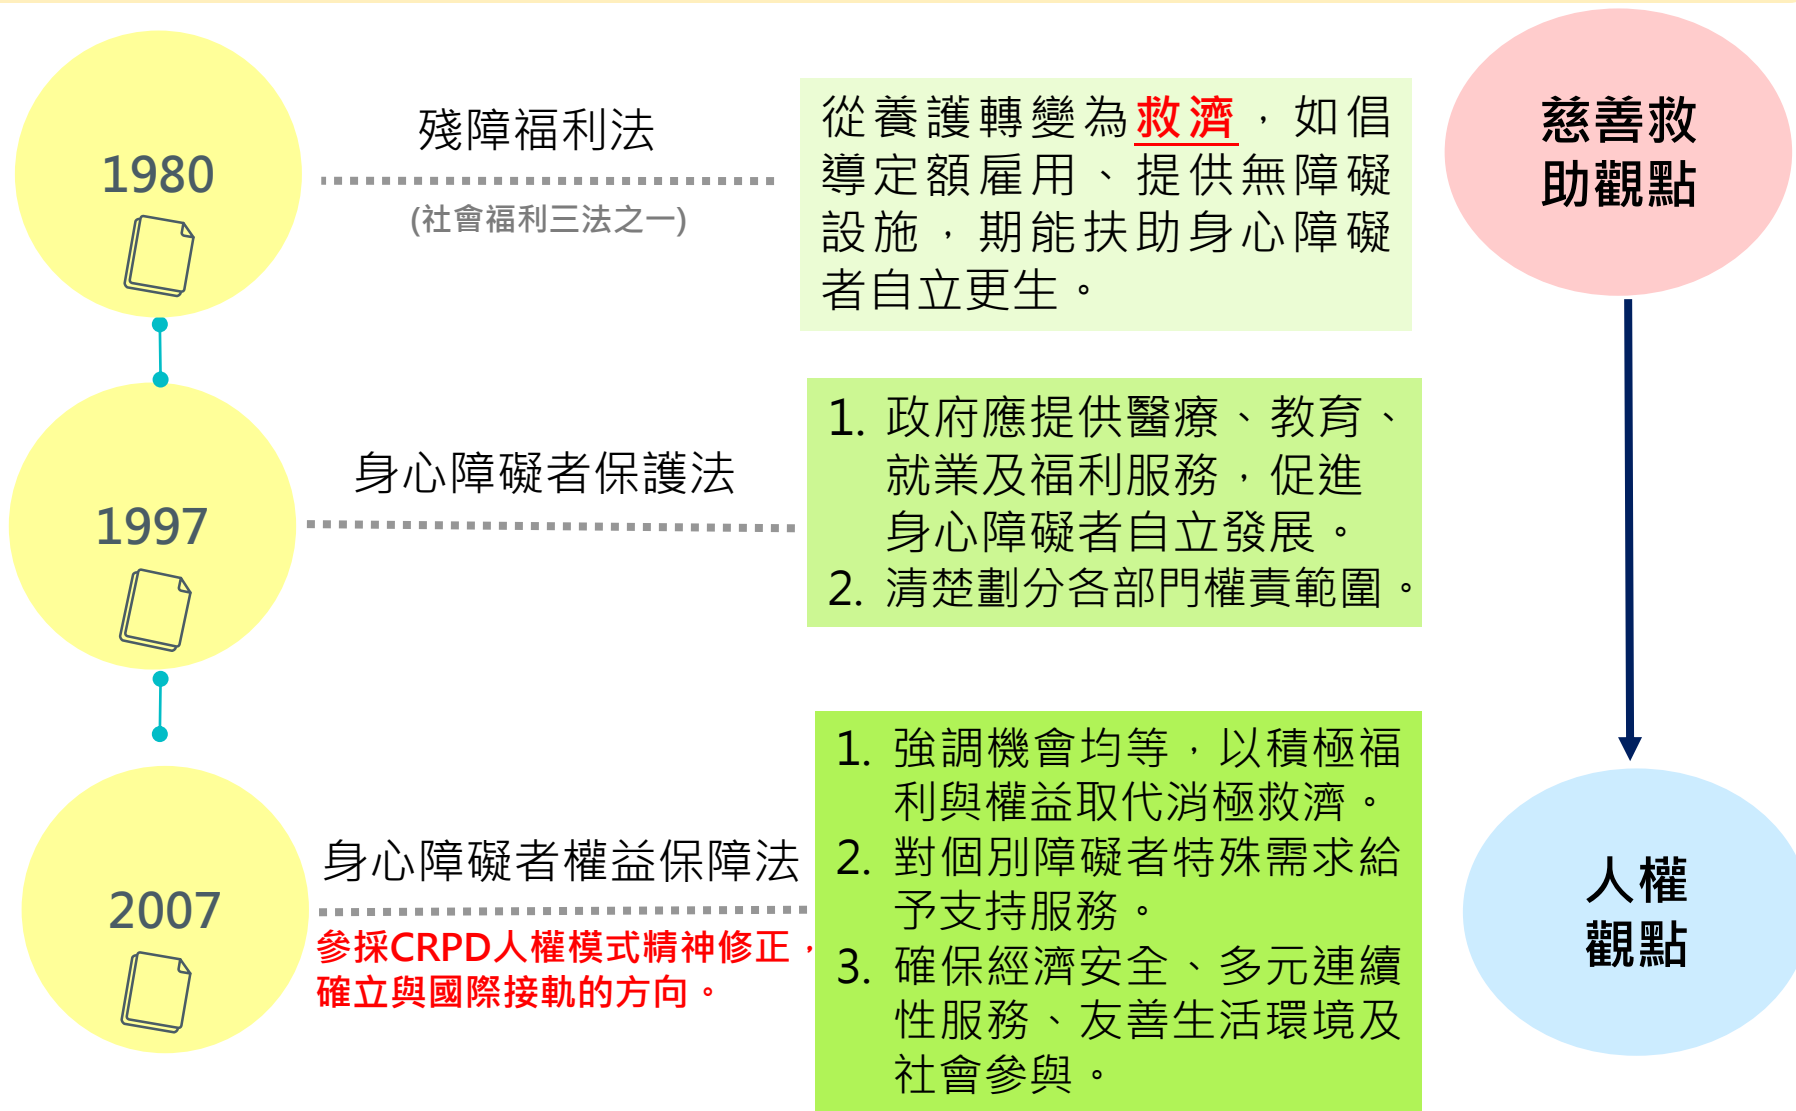 1980
殘障福利法
(社會福利三法之一)
從養護轉變為救濟，如倡
導定額雇用、提供無障礙
設施，期能扶助身心障礙
者自立更生。
慈善救
助觀點
1997
身心障礙者保護法
1. 政府應提供醫療、教育、
就業及福利服務，促進
身心障礙者自立發展。
2. 清楚劃分各部門權責範圍。
2007
身心障礙者權益保障法
參採CRPD人權模式精神修正，
確立與國際接軌的方向。
1. 強調機會均等，以積極福
利與權益取代消極救濟。
2. 對個別障礙者特殊需求給
予支持服務。
3. 確保經濟安全、多元連續
性服務、友善生活環境及
社會參與。
人權
觀點